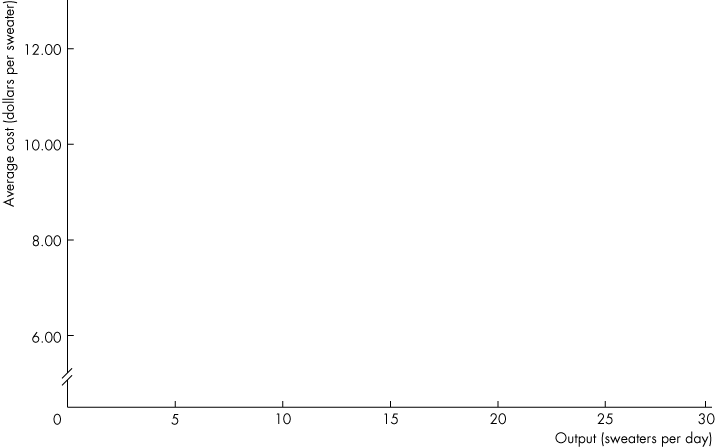 Average cost (dollars per sweater)
12.00
10.00
8.00
6.00
0 5 10 15 20 25 30
Output (sweaters per day)